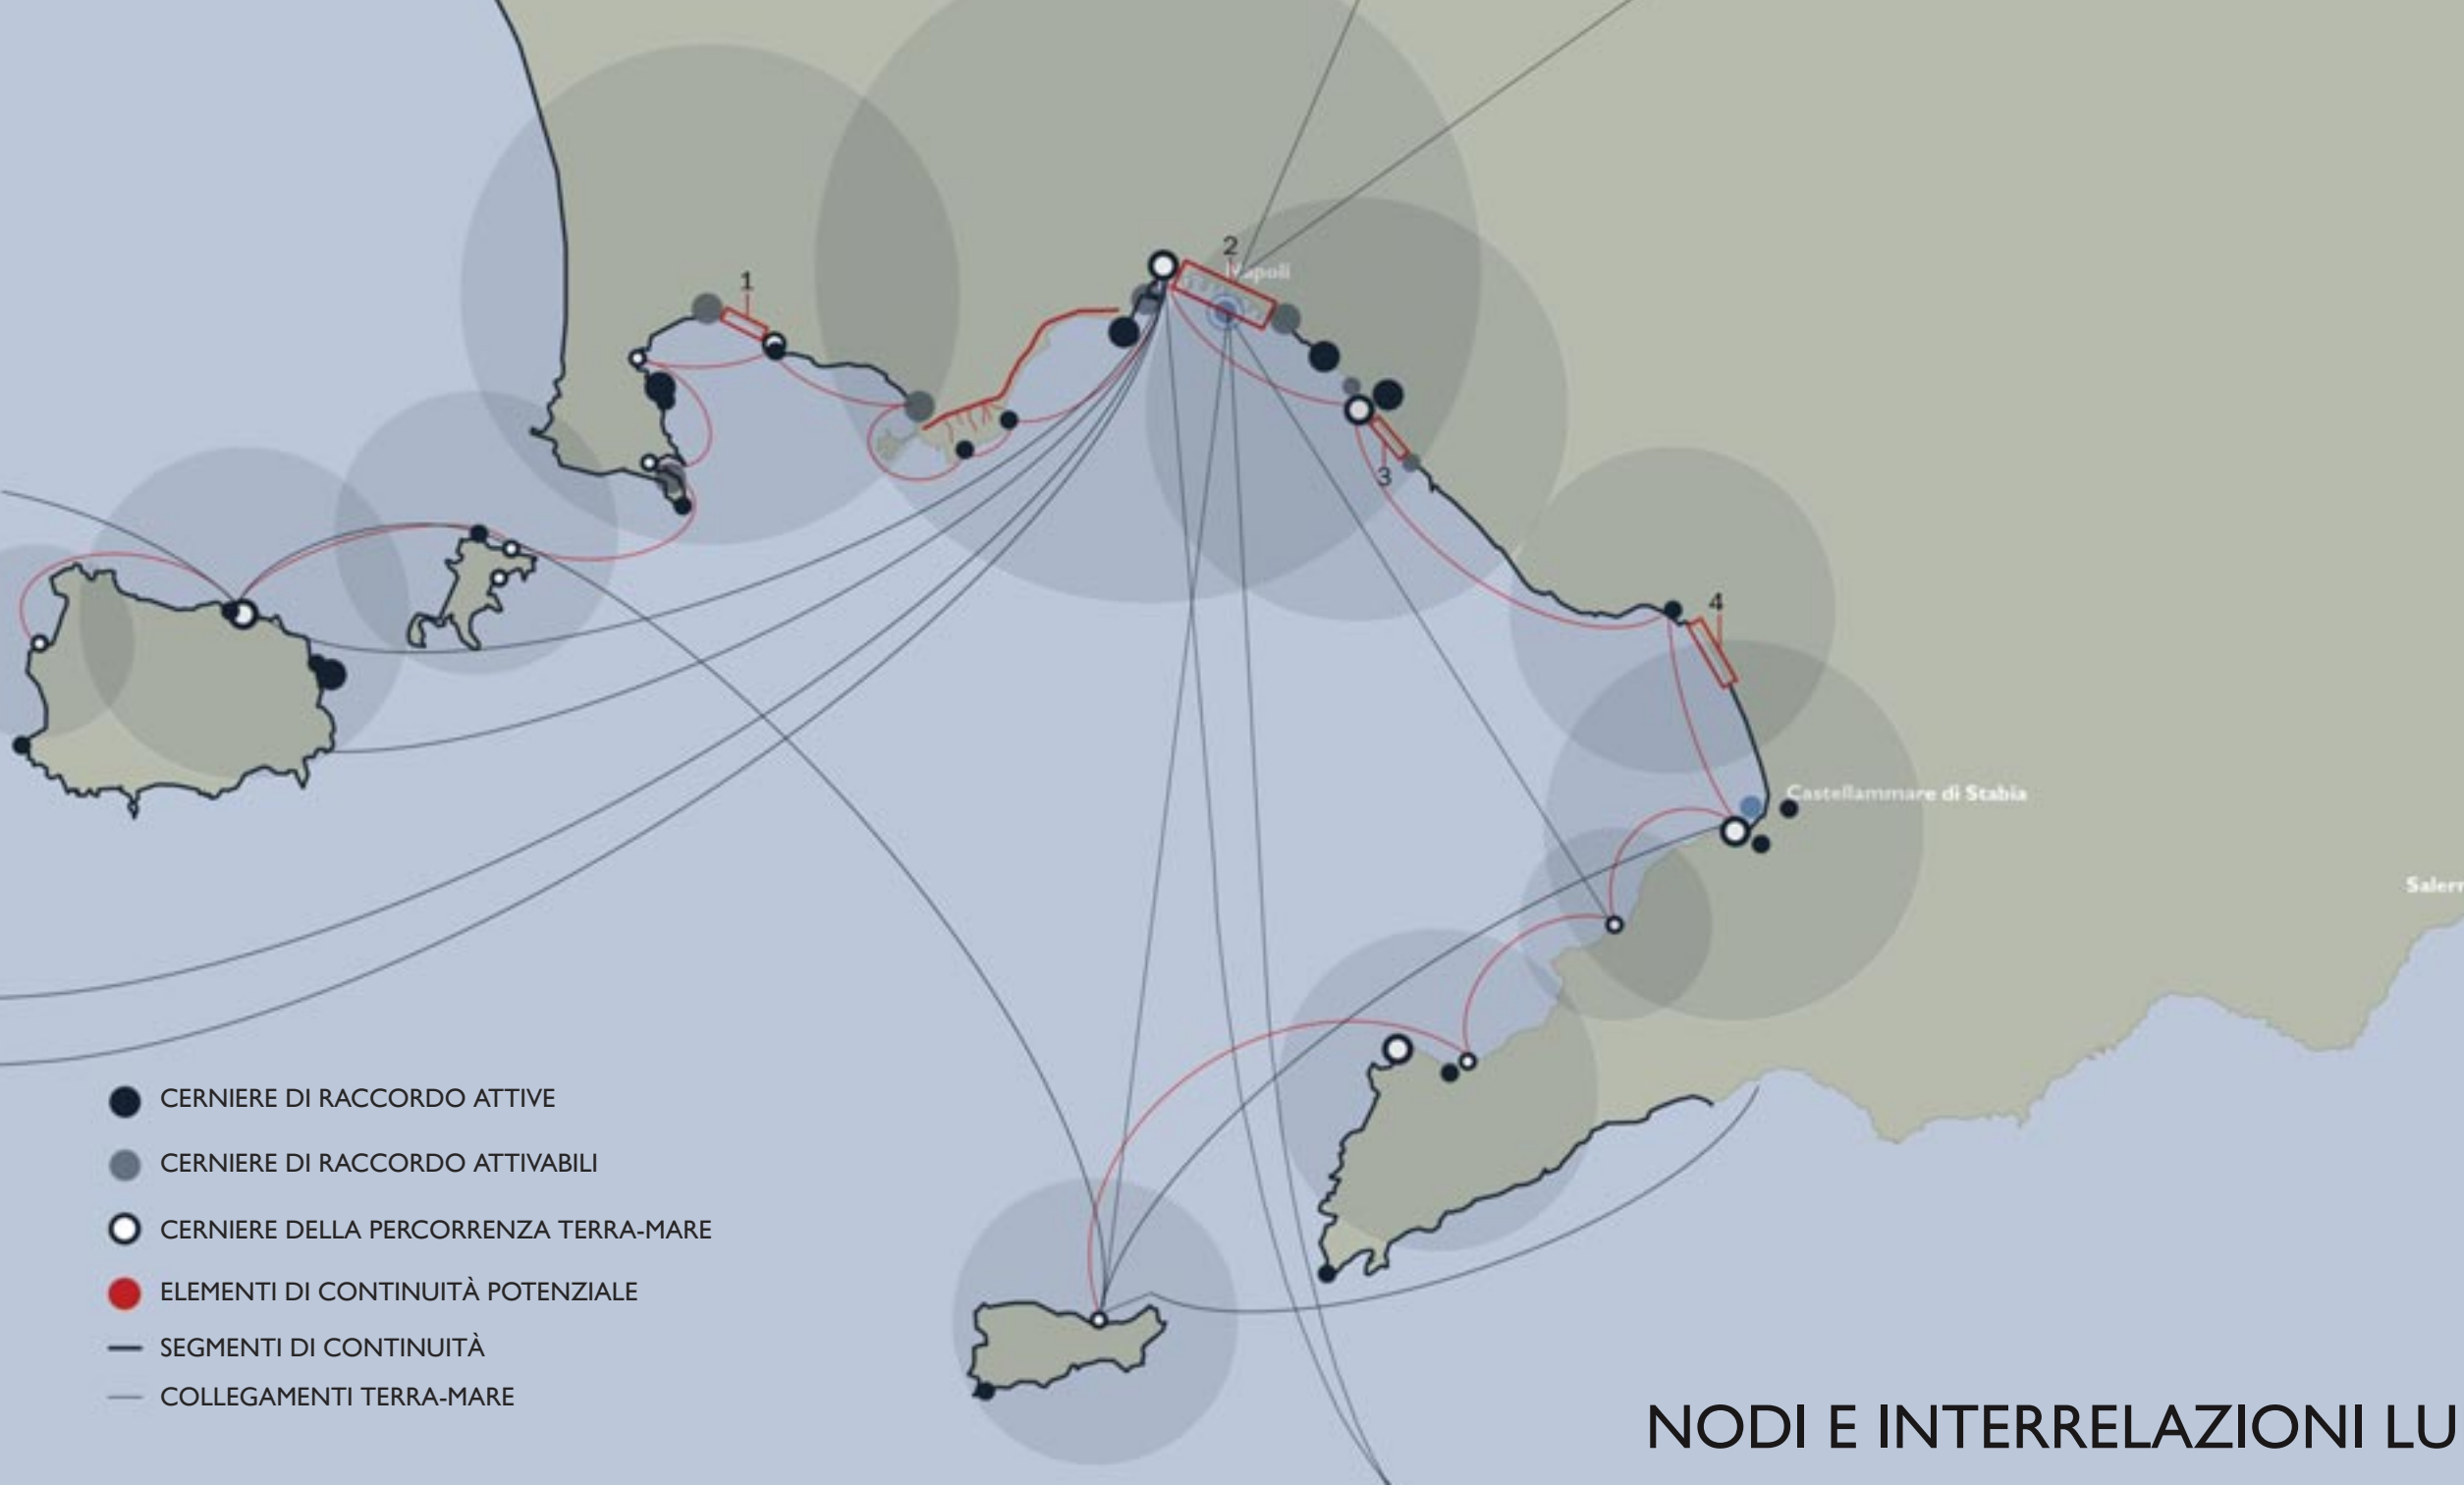 2
Napoli
1
3
4
Castellammare di Stabia
Salern
CERNIERE DI RACCORDO ATTIVE
CERNIERE DI RACCORDO ATTIVABILI
CERNIERE DELLA PERCORRENZA TERRA-MARE
ELEMENTI DI CONTINUITÀ POTENZIALE
SEGMENTI DI CONTINUITÀ
COLLEGAMENTI TERRA-MARE
NODI E INTERRELAZIONI LU